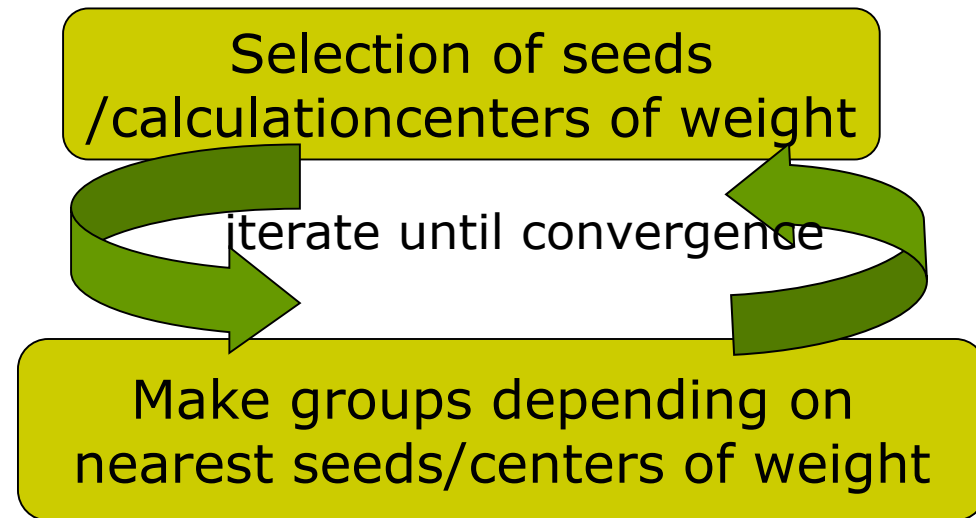 Selection of seeds
/calculationcenters of weight
iterate until convergence
Make groups depending on
nearest seeds/centers of weight